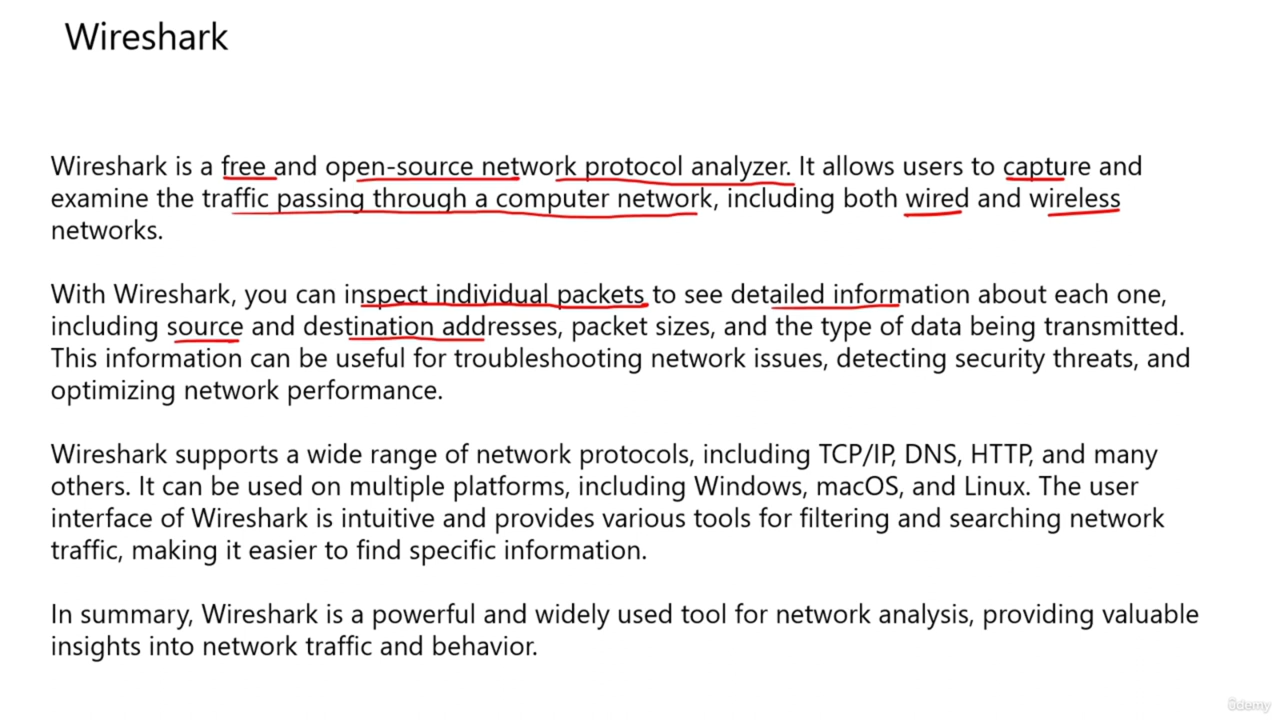 Wireshark
Wireshark is a free and open-source network protocol analyzer. It allows users to capture and
examine the traffic passing through a computer network, including both wired and wireless
networks.
With Wireshark, you can inspect individual packets to see detailed information about each one,
including source and destination addresses, packet sizes, and the type of data being transmitted.
This information can be useful for troubleshooting network issues, detecting security threats, and
optimizing network performance.
Wireshark supports a wide range of network protocols, including TCP/IP, DNS, HTTP, and many
others. It can be used on multiple platforms, including Windows, macOS, and Linux. The user
interface of Wireshark is intuitive and provides various tools for filtering and searching network
traffic, making it easier to find specific information.
In summary, Wireshark is a powerful and widely used tool for network analysis, providing valuable
insights into network traffic and behavior.
ûdemy